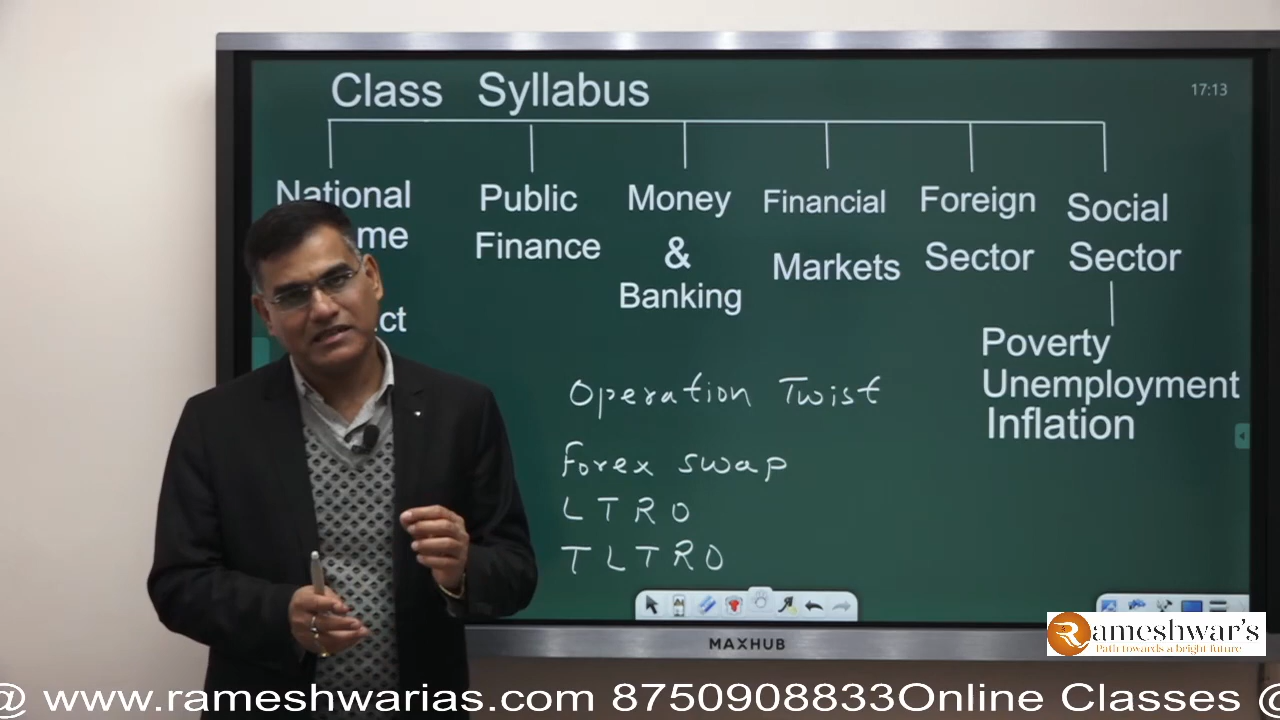 Class Syllabus
17:13
National
me
ct
Public
Finance
Money
&
Banking
Financial
Markets
Foreign
Sector
Social
Sector
Poverty
Unemployment
Inflation
Operation Twist
Forex swap
LTRO
TLTRO
MAXHUB
Rameshwar's
Path towards a bright future
@ www.rameshwarias.com 8750908833Online Classes @